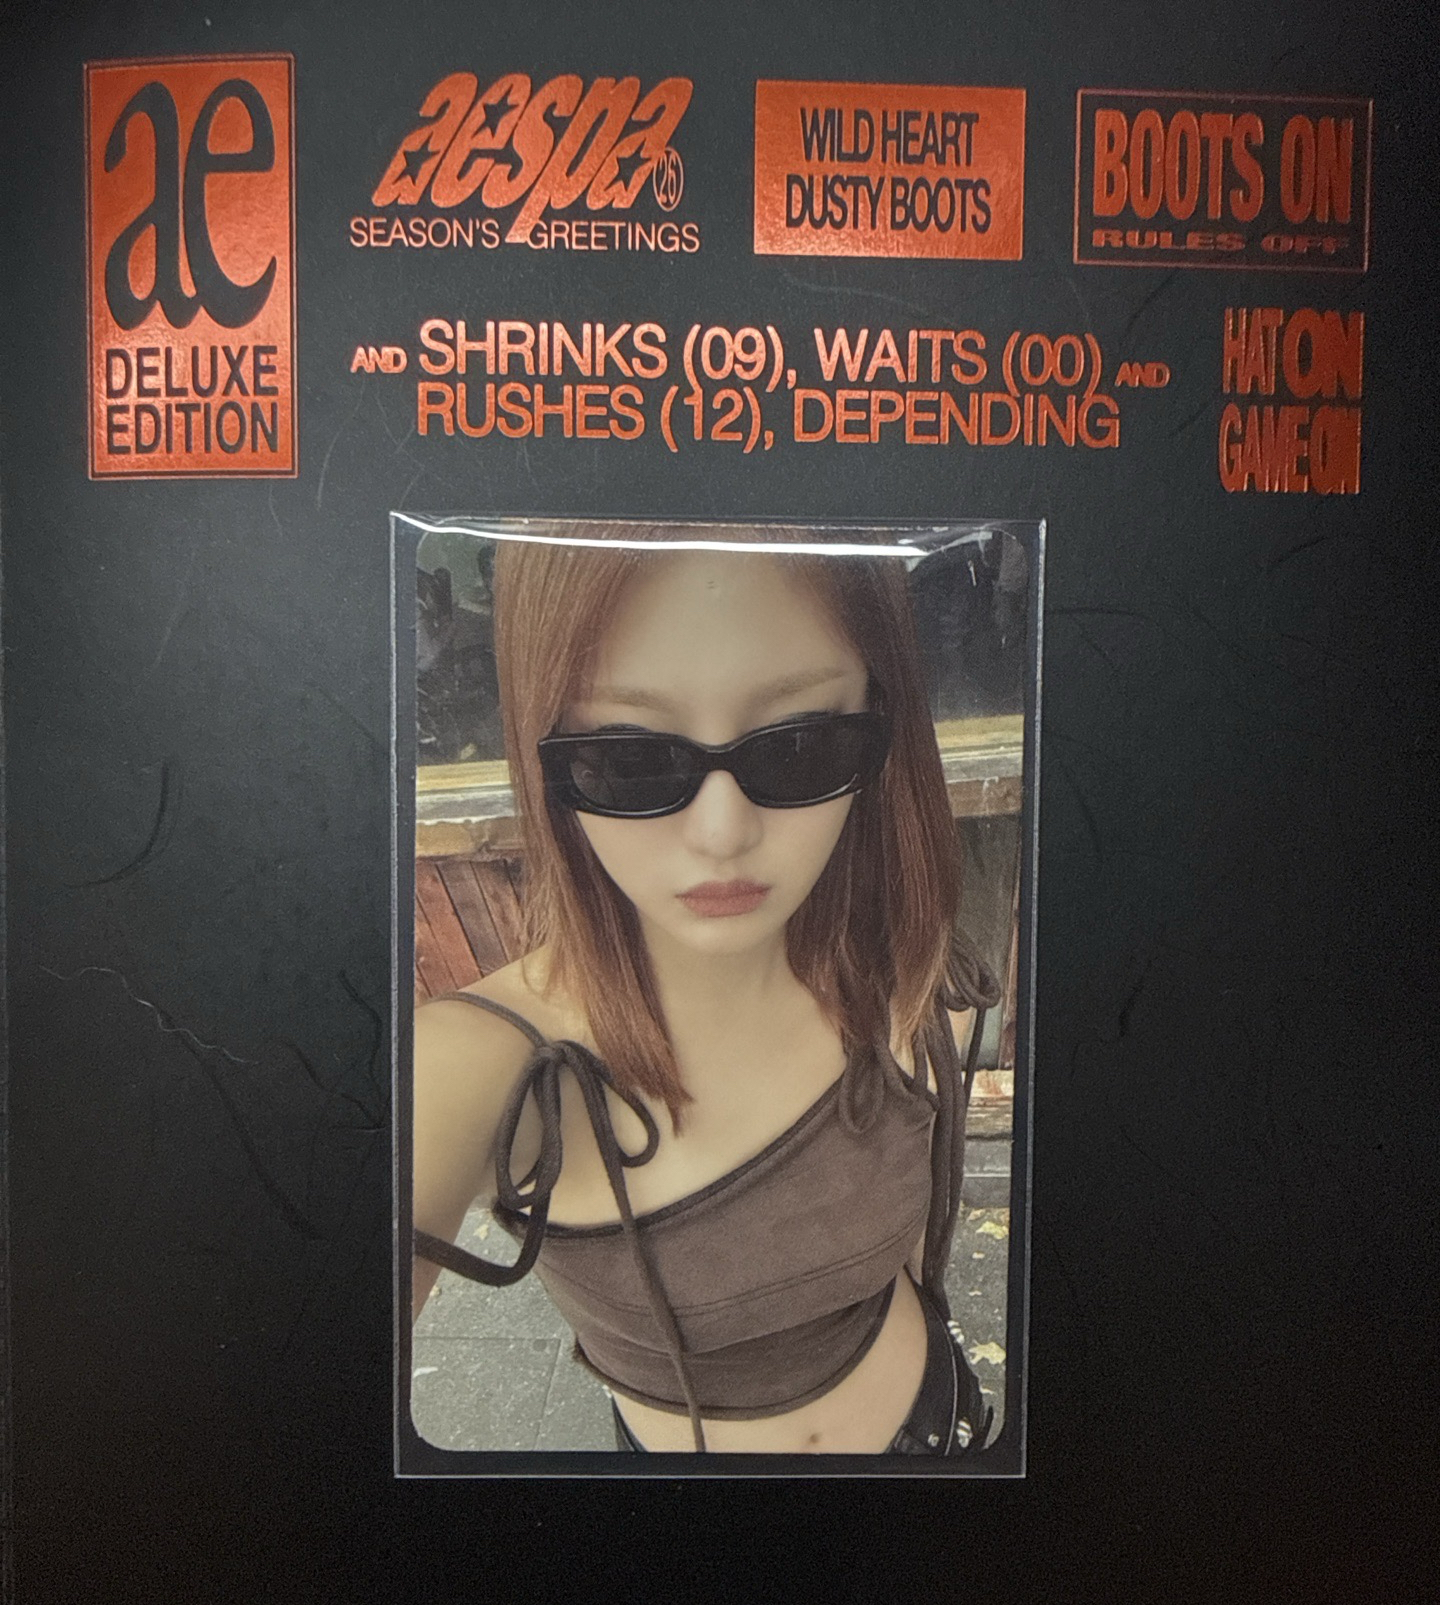 ae
DELUXE
EDITION
aespa '26
SEASON'S GREETINGS
WILD HEART
DUSTY BOOTS
BOOTS ON
RULES OFF
AND SHRINKS (09), WAITS (00) AND
RUSHES (12), DEPENDING
HAT ON
GAME ON